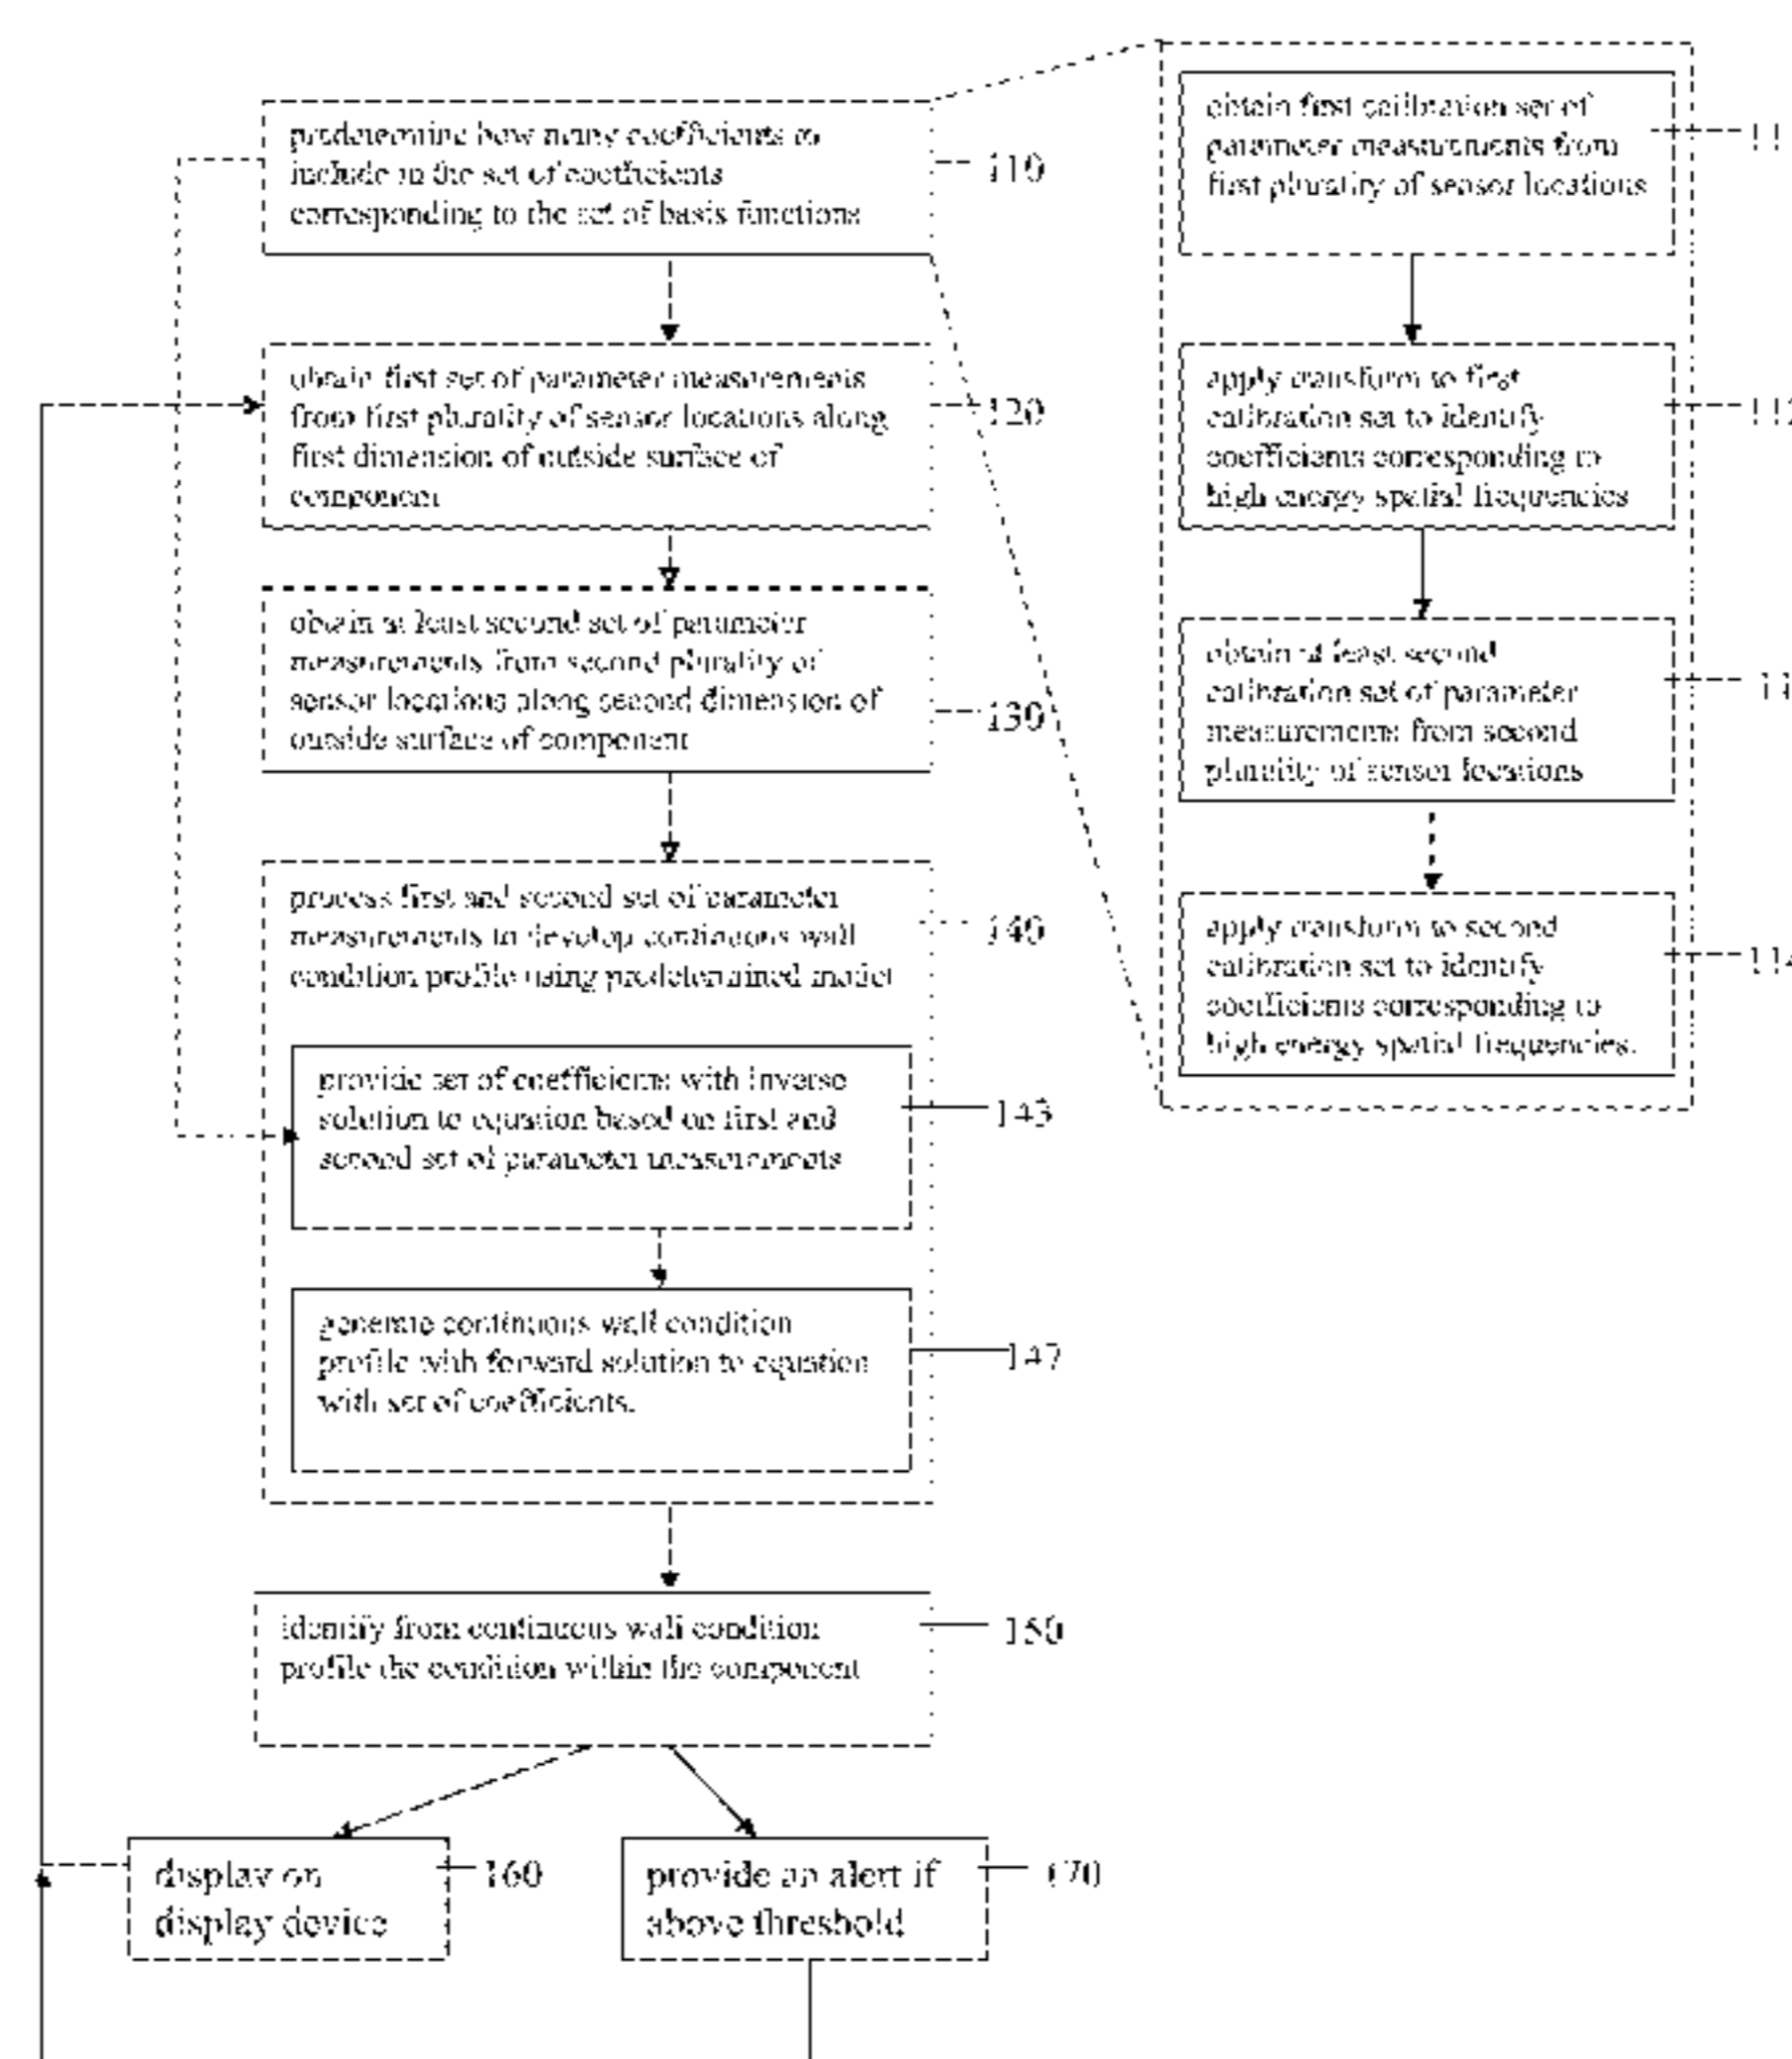 predetermine how many coefficients to
include in the set of coefficients
corresponding to the set of basis functions
110
obtain first set of parameter measurements
from first plurality of sensor locations along
first dimension of outside surface of
component
120
obtain at least second set of parameter
measurements from second plurality of
sensor locations along second dimension of
outside surface of component
130
process first and second set of parameter
measurements to develop continuous wall
condition profile using predetermined model
140
provide set of coefficients with inverse
solution to equation based on first and
second set of parameter measurements
143
generate continuous wall condition
profile with forward solution to equation
with set of coefficients.
147
identify from continuous wall condition
profile the condition within the component
150
display on
display device
160
provide an alert if
above threshold
170
obtain first calibration set of
parameter measurements from
first plurality of sensor locations
11
apply transform to first
calibration set to identify
coefficients corresponding to
high energy spatial frequencies
112
obtain at least second
calibration set of parameter
measurements from second
plurality of sensor locations
11
apply transform to second
calibration set to identify
coefficients corresponding to
high energy spatial frequencies.
114